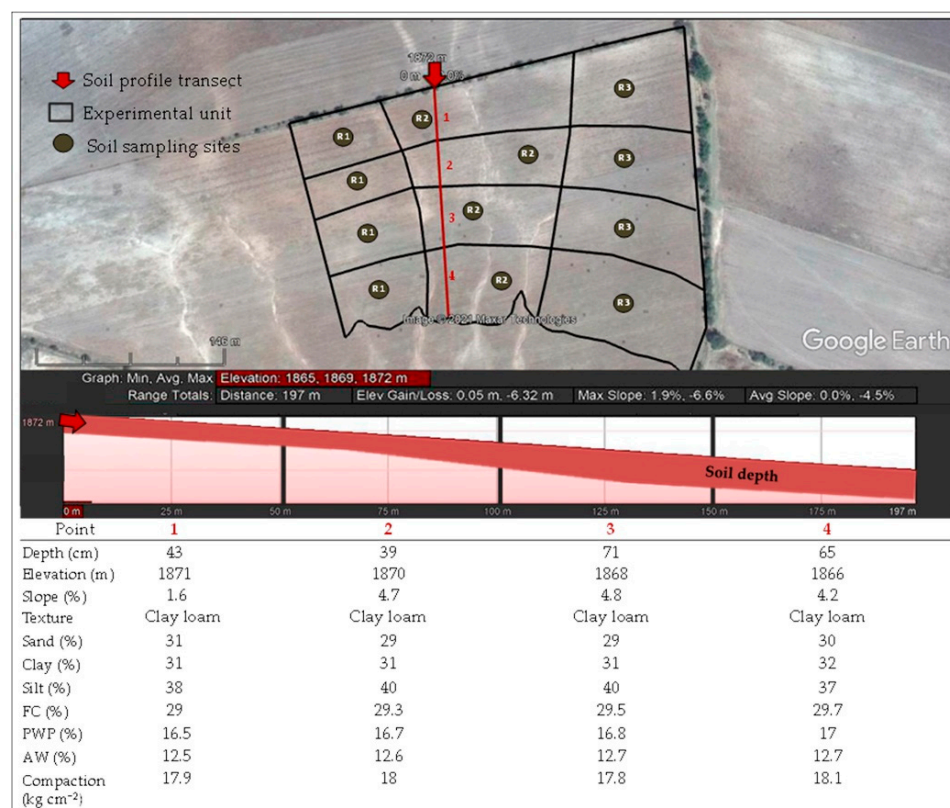 1872 m
0 m
Soil profile transect
Experimental unit
Soil sampling sites
R1 R2 1 R3
R1 2 R2 R3
R1 3 R2 R3
R1 4 R2 R3
Image © 2021 Maxar Technologies
146 m
Google Earth
Graph: Min, Avg, Max Elevation: 1865, 1869, 1872 m
Range Totals: Distance: 197 m Elev Gain/Loss: 0.05 m, -6.32 m Max Slope: 1.9%, -6.6% Avg Slope: 0.0%, -4.5%
1872 m
Soil depth
0 m 25 m 50 m 75 m 100 m 125 m 150 m 175 m 197 m
Point 1 2 3 4
Depth (cm) 43 39 71 65
Elevation (m) 1871 1870 1868 1866
Slope (%) 1.6 4.7 4.8 4.2
Texture Clay loam Clay loam Clay loam Clay loam
Sand (%) 31 29 29 30
Clay (%) 31 31 31 32
Silt (%) 38 40 40 37
FC (%) 29 29.3 29.5 29.7
PWP (%) 16.5 16.7 16.8 17
AW (%) 12.5 12.6 12.7 12.7
Compaction 17.9 18 17.8 18.1
(kg cm⁻²)